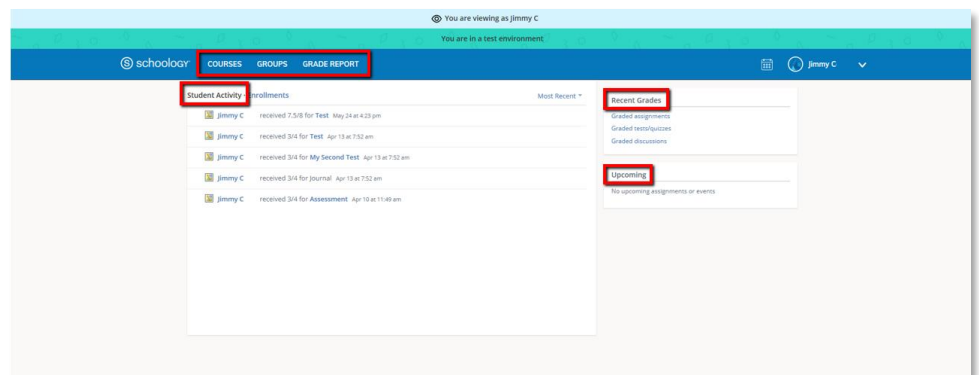 You are viewing as Jimmy C
You are in a test environment
schoology COURSES GROUPS GRADE REPORT Jimmy C
Student Activity · Enrollments Most Recent
Jimmy C received 7.5/8 for Test May 24 at 4:23 pm
Jimmy C received 3/4 for Test Apr 13 at 7:52 am
Jimmy C received 3/4 for My Second Test Apr 13 at 7:52 am
Jimmy C received 3/4 for Journal Apr 13 at 7:52 am
Jimmy C received 3/4 for Assessment Apr 10 at 11:49 am
Recent Grades
Graded assignments
Graded tests/quizzes
Graded discussions
Upcoming
No upcoming assignments or events